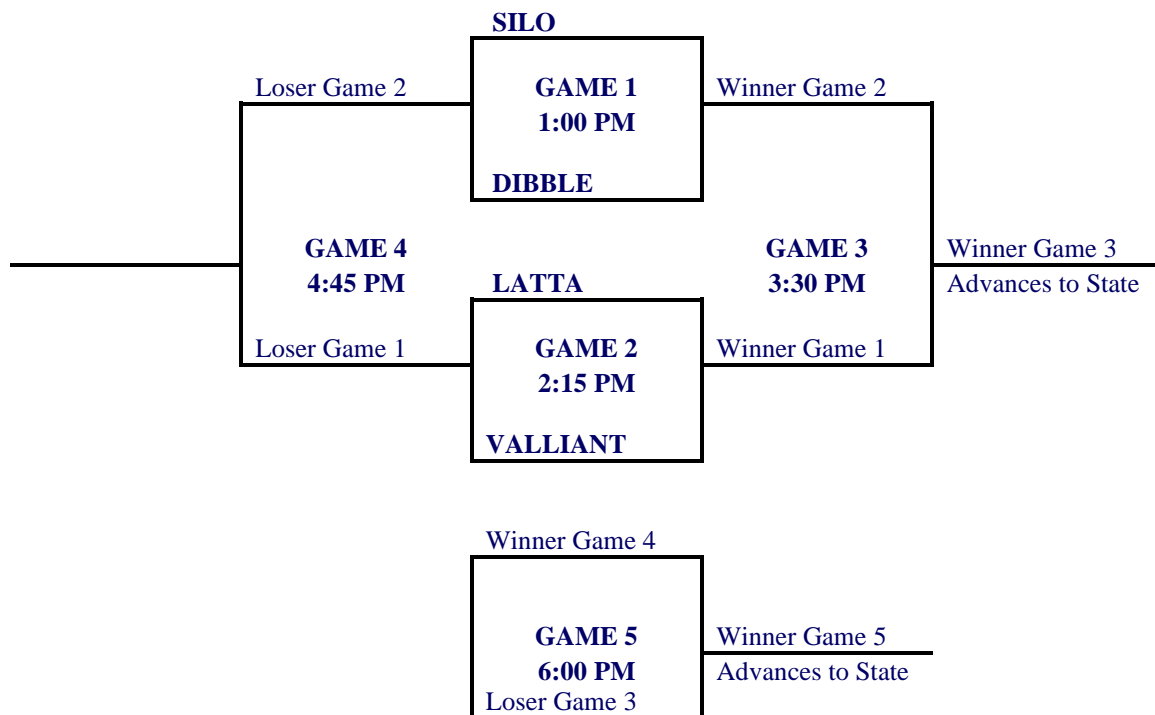 SILO
Loser Game 2
GAME 1
Winner Game 2
1:00 PM
DIBBLE
GAME 4
GAME 3
Winner Game 3
4:45 PM
LATTA
3:30 PM
Advances to State
Loser Game 1
GAME 2
Winner Game 1
2:15 PM
VALLIANT
Winner Game 4
GAME 5
Winner Game 5
6:00 PM
Advances to State
Loser Game 3